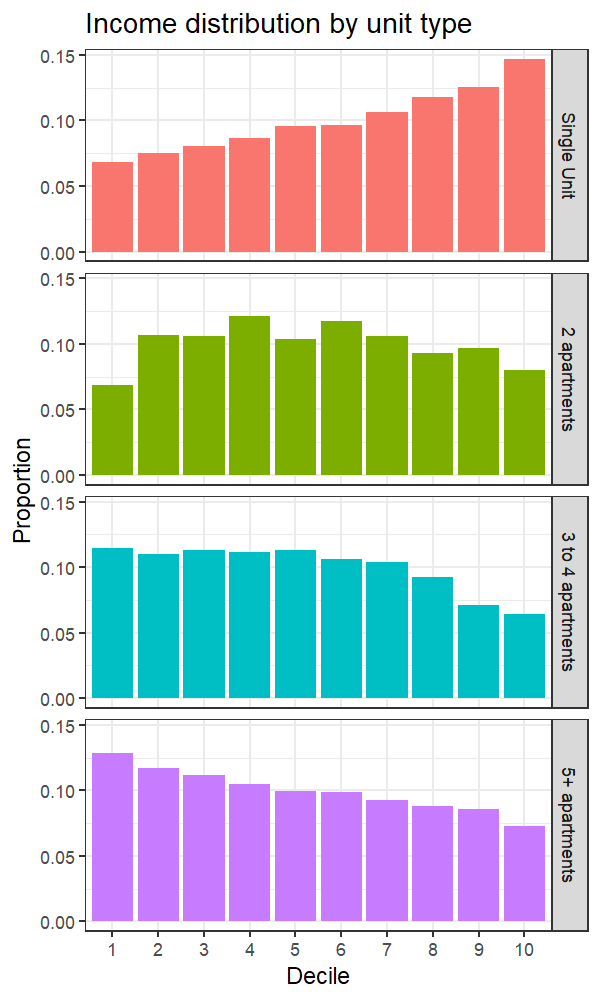 Income distribution by unit type
0.15
0.10
0.05
0.00
Single Unit
0.15
0.10
0.05
0.00
2 apartments
0.15
0.10
0.05
0.00
3 to 4 apartments
0.15
0.10
0.05
0.00
5+ apartments
Proportion
1 2 3 4 5 6 7 8 9 10
Decile